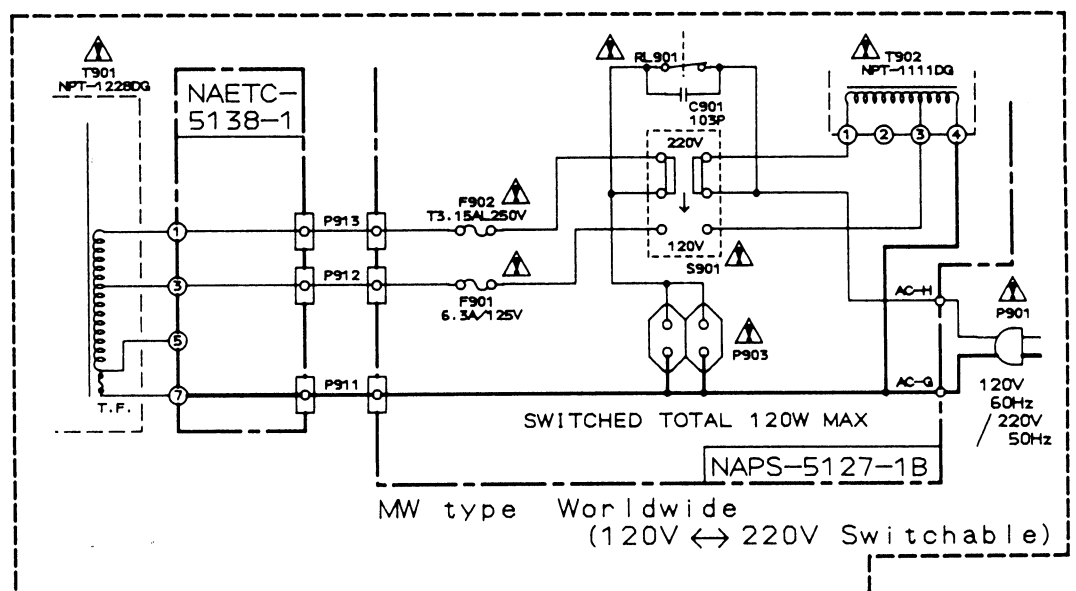 T901
NPT-1228DG
NAETC-
5138-1
RL901
C901
103P
T902
NPT-1111DG
1
2
3
4
220V
120V
S901
F902
T3.15AL250V
P913
1
P912
3
F901
6.3A/125V
5
P903
AC-H
P901
P911
7
T.F.
AC-G
120V
60Hz
/ 220V
50Hz
SWITCHED TOTAL 120W MAX
NAPS-5127-1B
MW type Worldwide
(120V ↔ 220V Switchable)